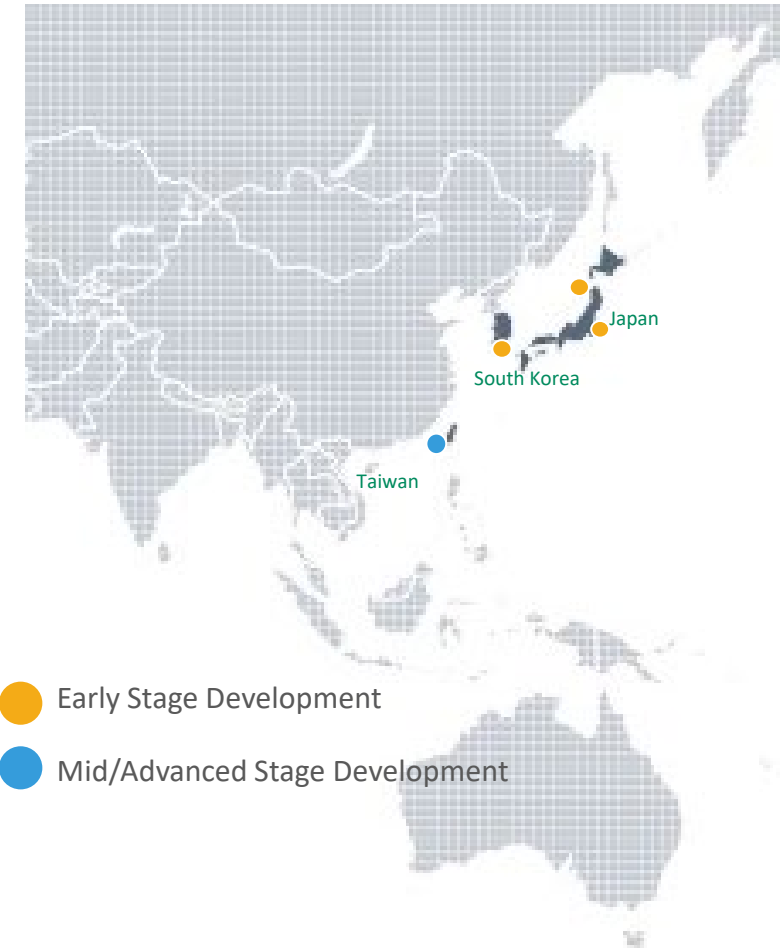 Japan
South Korea
Taiwan
Early Stage Development
Mid/Advanced Stage Development